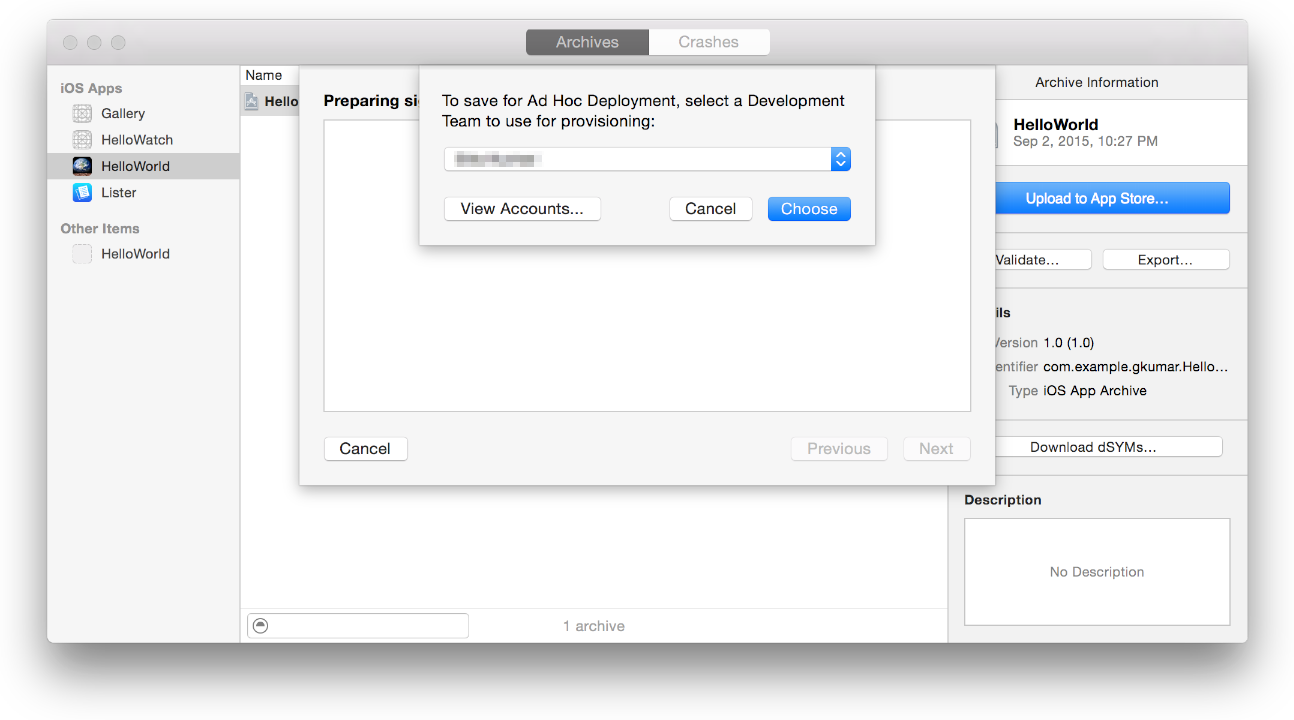 Archives
Crashes
iOS Apps
Gallery
HelloWatch
HelloWorld
Lister
Other Items
HelloWorld
Name
Hello
Preparing si
To save for Ad Hoc Deployment, select a Development
Team to use for provisioning:
View Accounts...
Cancel
Choose
Cancel
Previous
Next
1 archive
Archive Information
HelloWorld
Sep 2, 2015, 10:27 PM
Upload to App Store...
Validate...
Export...
ils
Version 1.0 (1.0)
entifier com.example.gkumar.Hello...
Type iOS App Archive
Download dSYMs...
Description
No Description